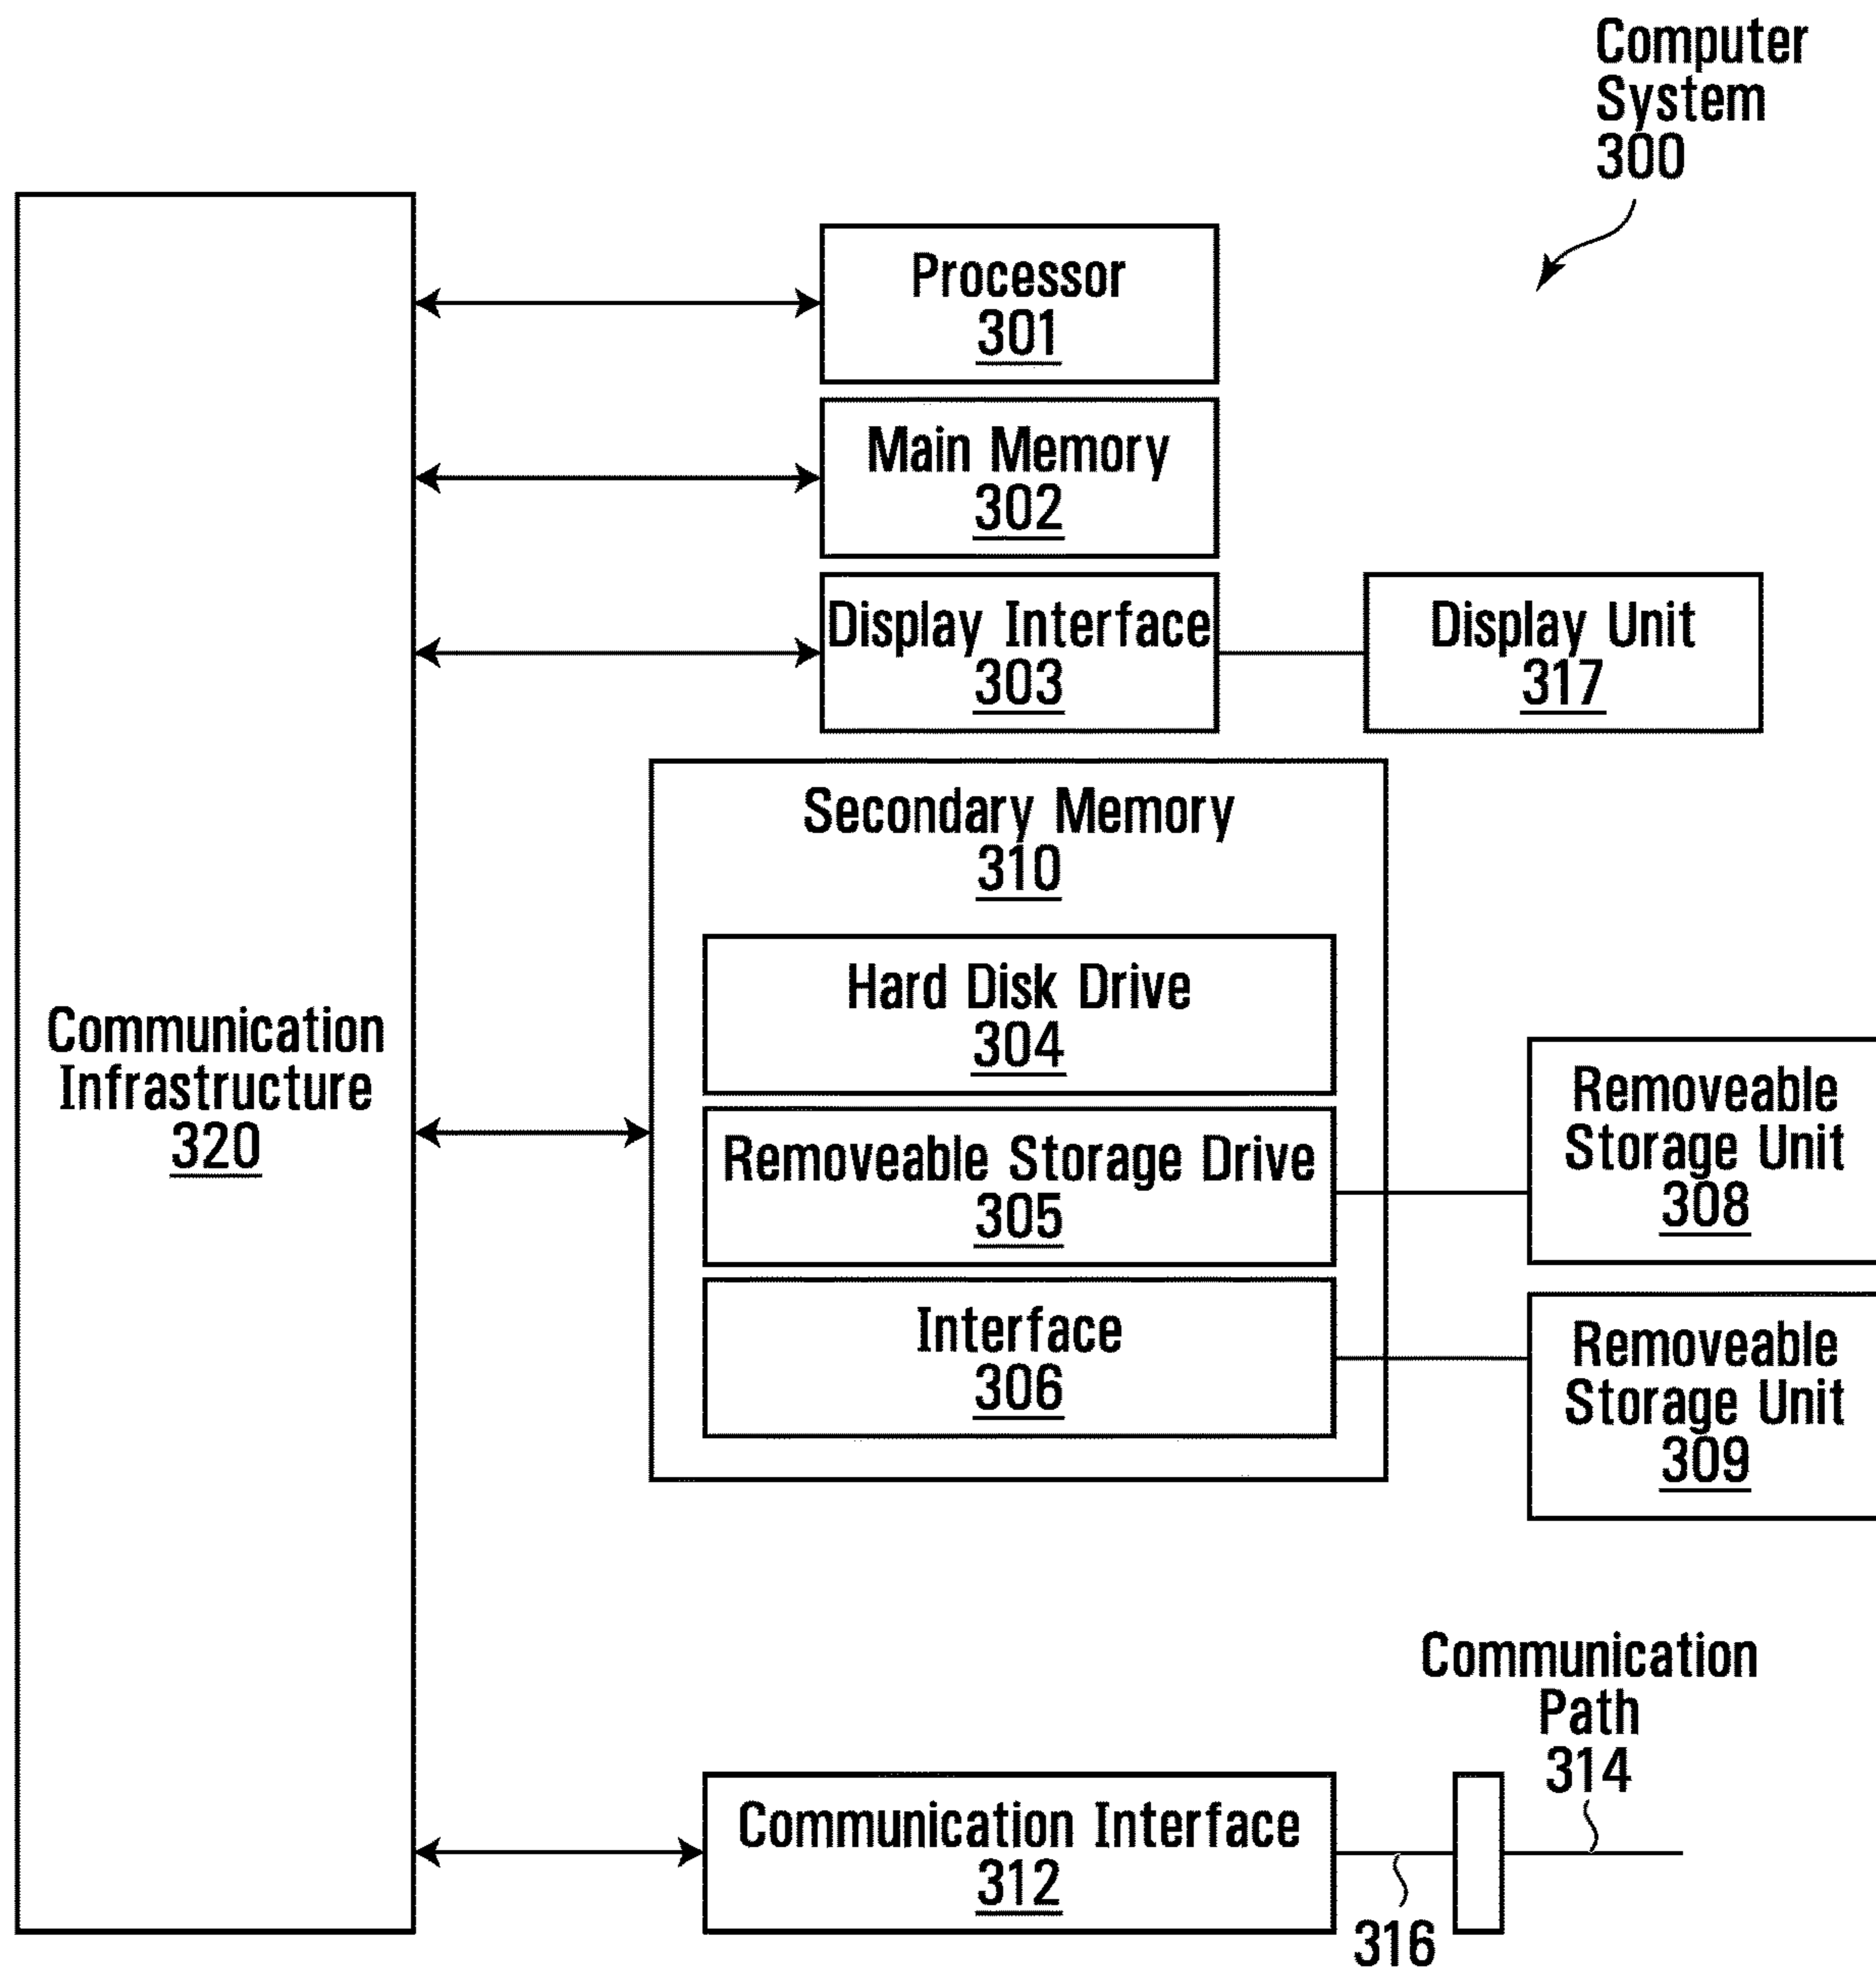 Computer
System
300
Processor
301
Main Memory
302
Display Interface
303
Display Unit
317
Secondary Memory
310
Hard Disk Drive
304
Communication
Infrastructure
320
Removeable Storage Drive
305
Removeable
Storage Unit
308
Interface
306
Removeable
Storage Unit
309
Communication
Path
314
Communication Interface
312
316